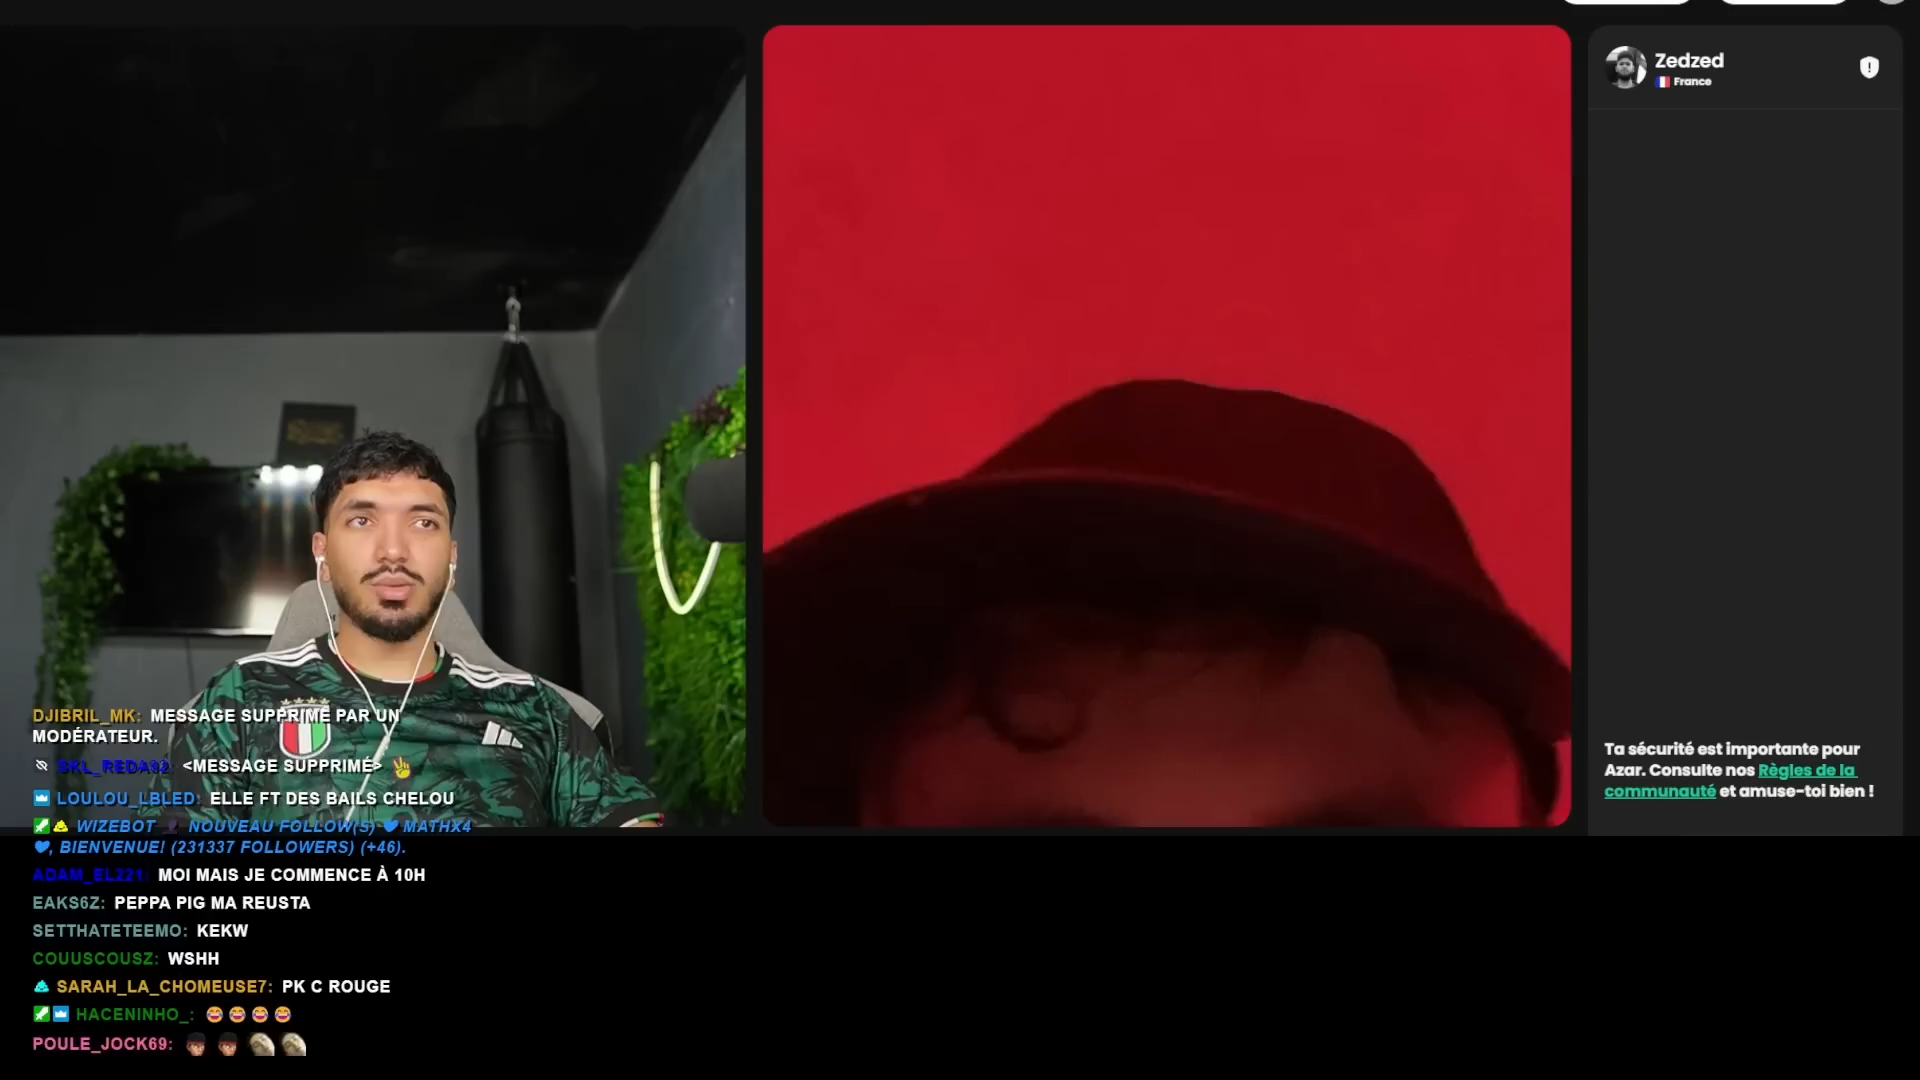 Zedzed
France
DJIBRIL_MK: MESSAGE SUPPRIMÉ PAR UN
MODÉRATEUR.
SKL_REDA92: <MESSAGE SUPPRIMÉ>
LOULOU_LBLED: ELLE FT DES BAILS CHELOU
WIZEBOT NOUVEAU FOLLOW(S) MATHX4
, BIENVENUE! (231337 FOLLOWERS) (+46).
ADAM_EL221: MOI MAIS JE COMMENCE À 10H
EAKS6Z: PEPPA PIG MA REUSTA
SETTHATETEEMO: KEKW
COUUSCOUSZ: WSHH
SARAH_LA_CHOMEUSE7: PK C ROUGE
HACENINHO_:
POULE_JOCK69:
Ta sécurité est importante pour
Azar. Consulte nos Règles de la
communauté et amuse-toi bien !